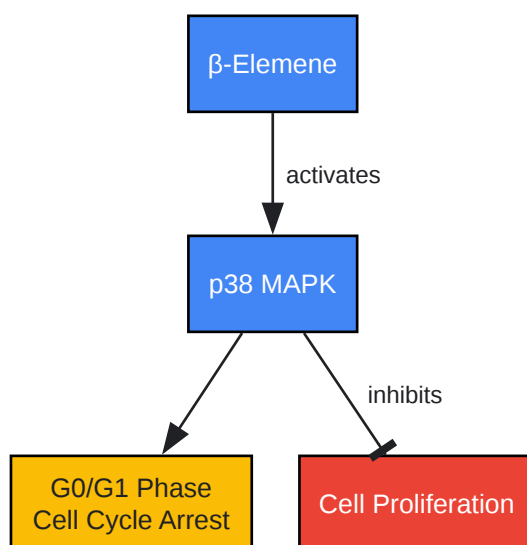 β-Elemene
activates
p38 MAPK
inhibits
G0/G1 Phase
Cell Cycle Arrest
Cell Proliferation